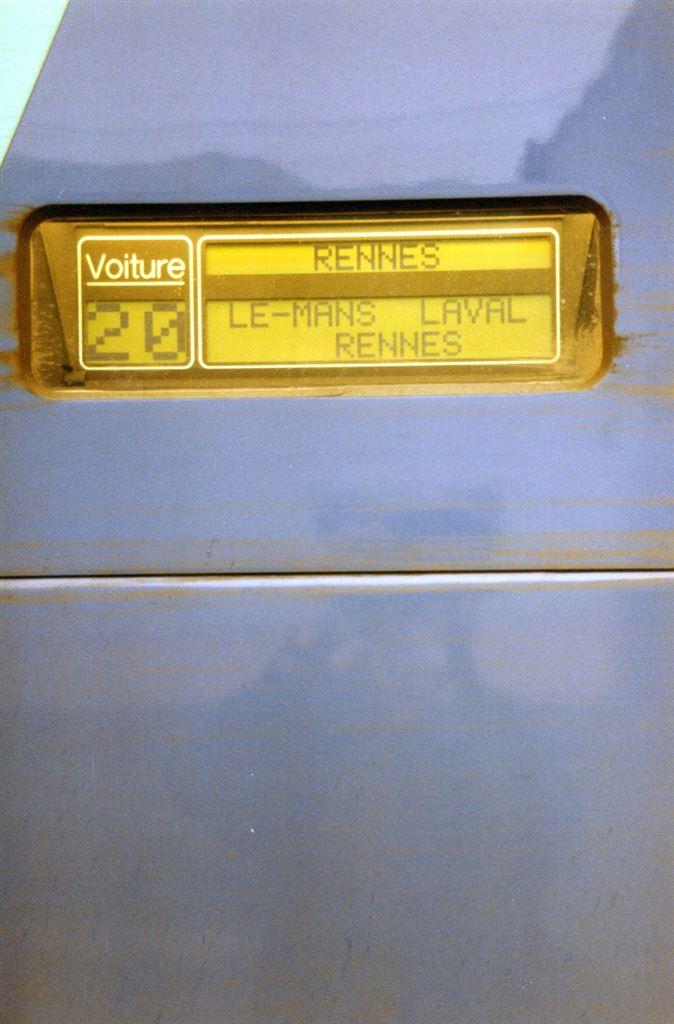 Voiture
20
RENNES
LE-MANS LAVAL
RENNES